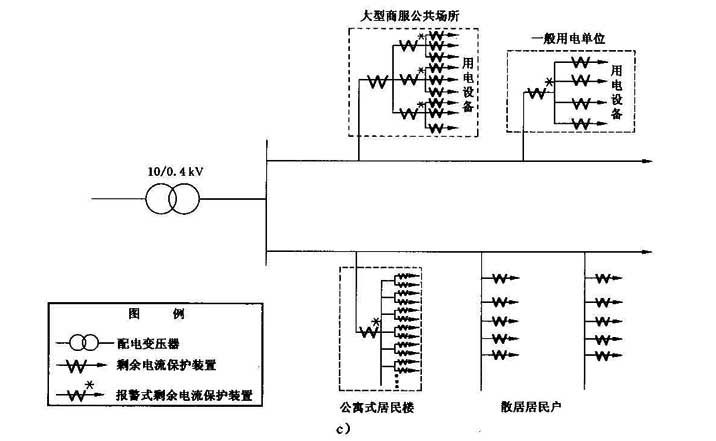 大型商服公共场所
一般用电单位
用电设备
用电设备
10/0.4 kV
图 例
配电变压器
剩余电流保护装置
报警式剩余电流保护装置
公寓式居民楼
散居居民户
c)